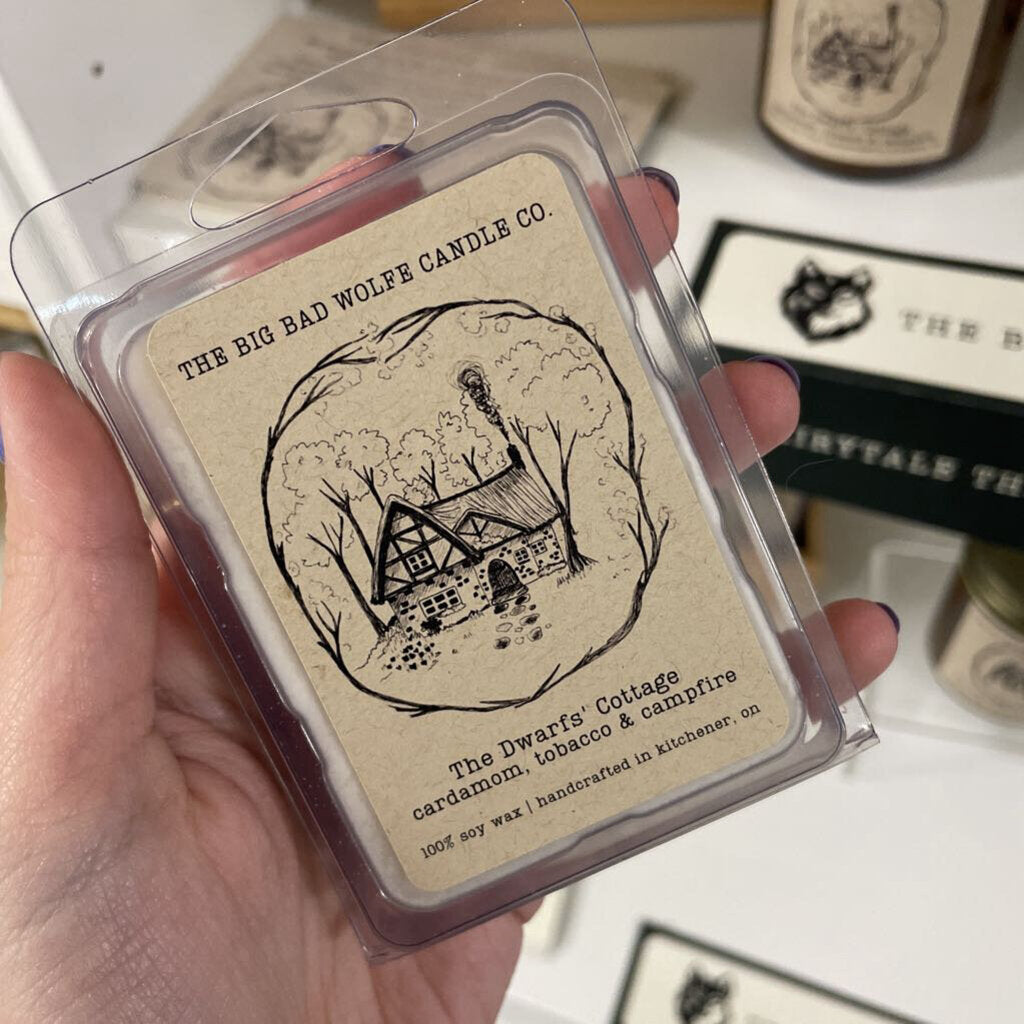 THE BIG BAD WOLFE CANDLE CO.
The Dwarfs' Cottage
cardamom, tobacco & campfire
100% soy wax | handcrafted in kitchener, on
THE B